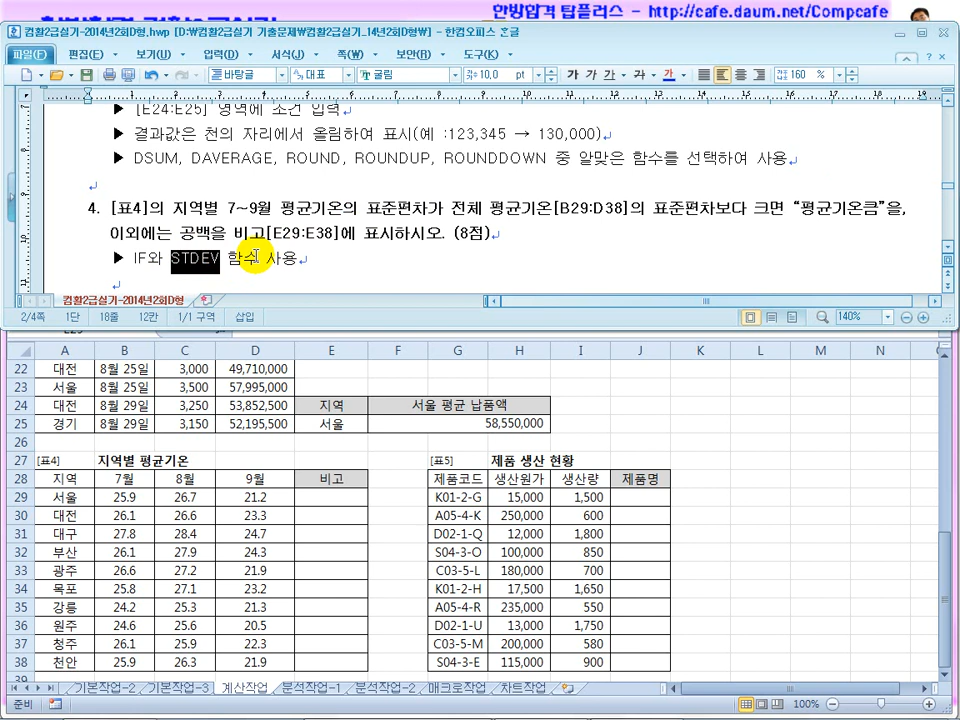 한방합격 탑플러스 - http://cafe.daum.net/Compcafe
컴활2급실기-2014년2회D형.hwp [D:₩컴활2급실기 기출문제₩컴활2급실기_14년2회D형₩] - 한컴오피스 한글
파일(F) 편집(E) 보기(U) 입력(D) 서식(J) 쪽(W) 보안(R) 도구(K)
바탕글 대표 굴림 10,0 pt 가 가 가 가 가 160 %
1 2 3 4 5 6 7 8 9 10 11 12 13 14 15 16 17 18 19
▶ [E24:E25] 영역에 조건 입력
▶ 결과값은 천의 자리에서 올림하여 표시(예 :123,345 → 130,000)
▶ DSUM, DAVERAGE, ROUND, ROUNDUP, ROUNDDOWN 중 알맞은 함수를 선택하여 사용
4. [표4]의 지역별 7~9월 평균기온의 표준편차가 전체 평균기온[B29:D38]의 표준편차보다 크면 “평균기온큼”을,
이외에는 공백을 비고[E29:E38]에 표시하시오. (8점)
▶ IF와 STDEV 함수 사용
컴활2급실기-2014년2회D형
2/4쪽 1단 18줄 12칸 1/1 구역 삽입 140%
A B C D E F G H I J K L M N
22 대전 8월 25일 3,000 49,710,000
23 서울 8월 25일 3,500 57,995,000
24 대전 8월 29일 3,250 53,852,500 지역 서울 평균 납품액
25 경기 8월 29일 3,150 52,195,500 서울 58,550,000
26
27 [표4] 지역별 평균기온 [표5] 제품 생산 현황
28 지역 7월 8월 9월 비고 제품코드 생산원가 생산량 제품명
29 서울 25.9 26.7 21.2 K01-2-G 15,000 1,500
30 대전 26.1 26.6 23.3 A05-4-K 250,000 600
31 대구 27.8 28.4 24.7 D02-1-Q 12,000 1,800
32 부산 26.1 27.9 24.3 S04-3-O 100,000 850
33 광주 26.6 27.2 21.9 C03-5-L 180,000 700
34 목포 25.8 27.1 23.2 K01-2-H 17,500 1,650
35 강릉 24.2 25.3 21.3 A05-4-R 235,000 550
36 원주 24.6 25.6 20.5 D02-1-U 13,000 1,750
37 청주 26.1 25.9 22.3 C03-5-M 200,000 580
38 천안 25.9 26.3 21.9 S04-3-E 115,000 900
기본작업-2 기본작업-3 계산작업 분석작업-1 분석작업-2 매크로작업 차트작업
준비 100%